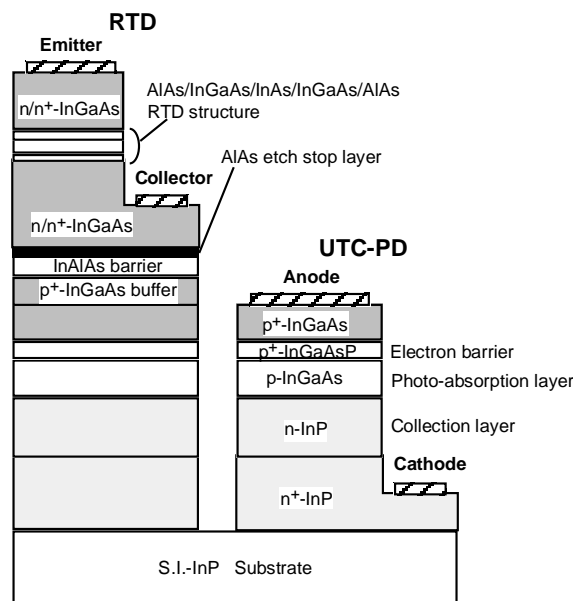 RTD
Emitter
n/n+-InGaAs
AlAs/InGaAs/InAs/InGaAs/AlAs
RTD structure
AlAs etch stop layer
Collector
n/n+-InGaAs
InAlAs barrier
p+-InGaAs buffer
UTC-PD
Anode
p+-InGaAs
p+-InGaAsP
Electron barrier
p-InGaAs
Photo-absorption layer
n-InP
Collection layer
Cathode
n+-InP
S.I.-InP Substrate